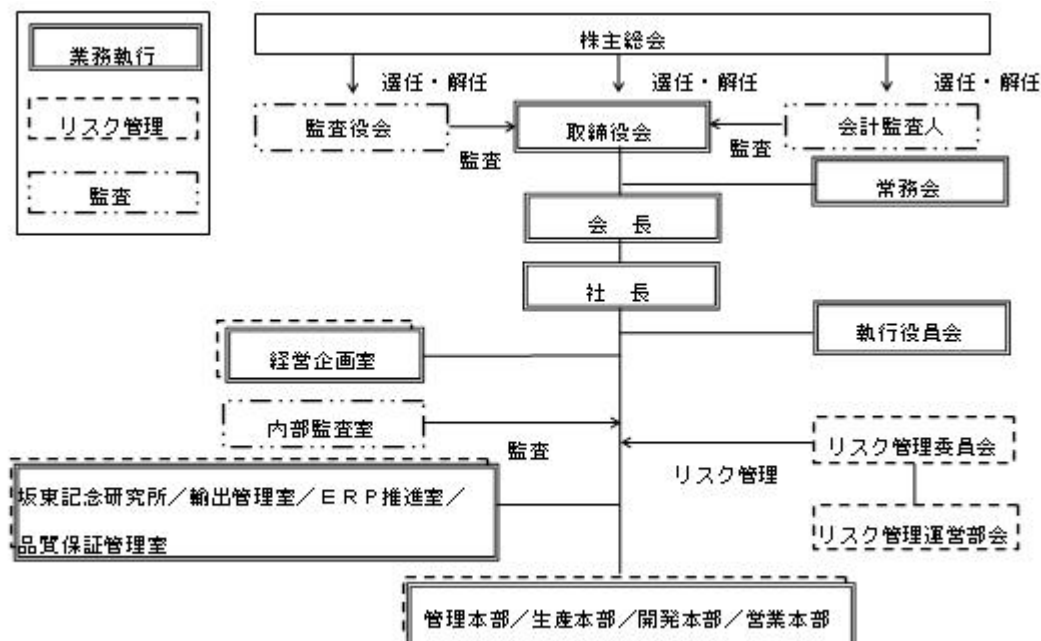 業務執行
リスク管理
監査
株主総会
選任・解任
選任・解任
選任・解任
監査役会
取締役会
会計監査人
監査
監査
常務会
会　長
社　長
執行役員会
経営企画室
内部監査室
監査
リスク管理委員会
リスク管理
坂東記念研究所／輸出管理室／ＥＲＰ推進室／
品質保証管理室
リスク管理運営部会
管理本部／生産本部／開発本部／営業本部